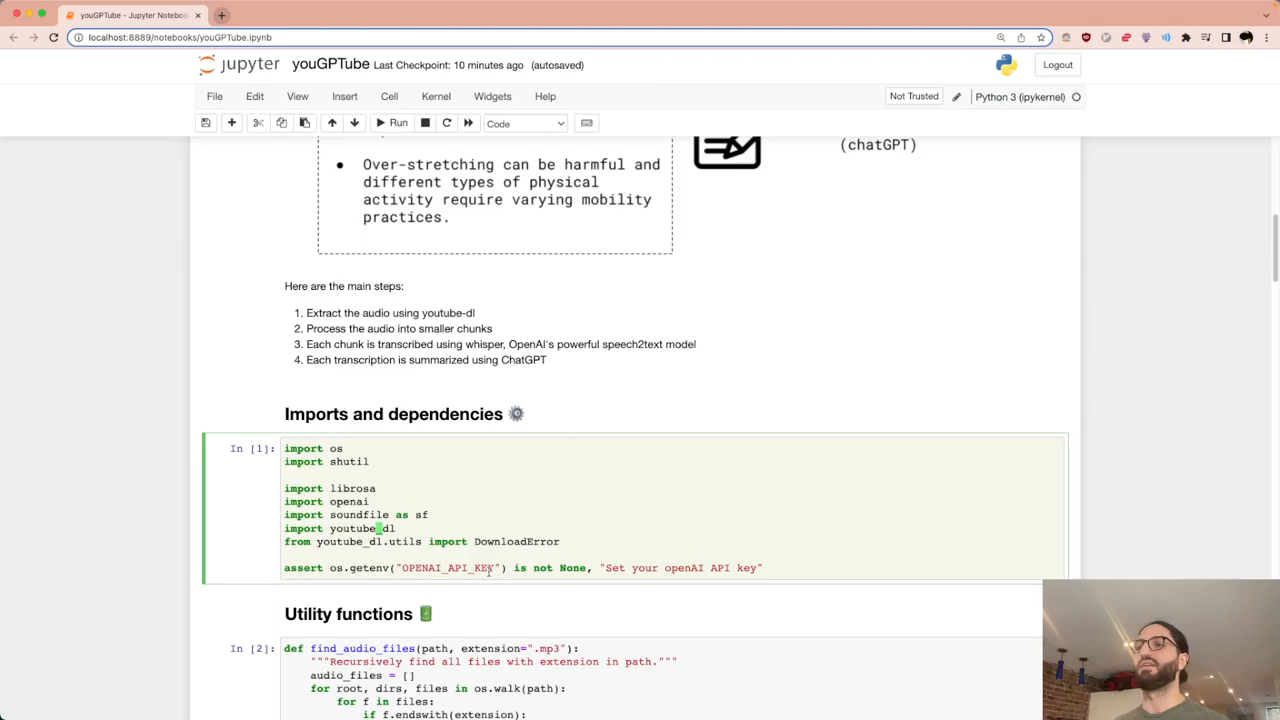 youGPTube - Jupyter Noteboo
localhost:8889/notebooks/youGPTube.ipynb
jupyter youGPTube Last Checkpoint: 10 minutes ago (autosaved)
Logout
File Edit View Insert Cell Kernel Widgets Help
Not Trusted Python 3 (ipykernel)
Run Code
(chatGPT)
• Over-stretching can be harmful and
different types of physical
activity require varying mobility
practices.
Here are the main steps:
1. Extract the audio using youtube-dl
2. Process the audio into smaller chunks
3. Each chunk is transcribed using whisper, OpenAI's powerful speech2text model
4. Each transcription is summarized using ChatGPT
Imports and dependencies
In [1]: import os
import shutil
import librosa
import openai
import soundfile as sf
import youtube_dl
from youtube_dl.utils import DownloadError
assert os.getenv("OPENAI_API_KEY") is not None, "Set your openAI API key"
Utility functions
In [2]: def find_audio_files(path, extension=".mp3"):
"""Recursively find all files with extension in path."""
audio_files = []
for root, dirs, files in os.walk(path):
for f in files:
if f.endswith(extension):